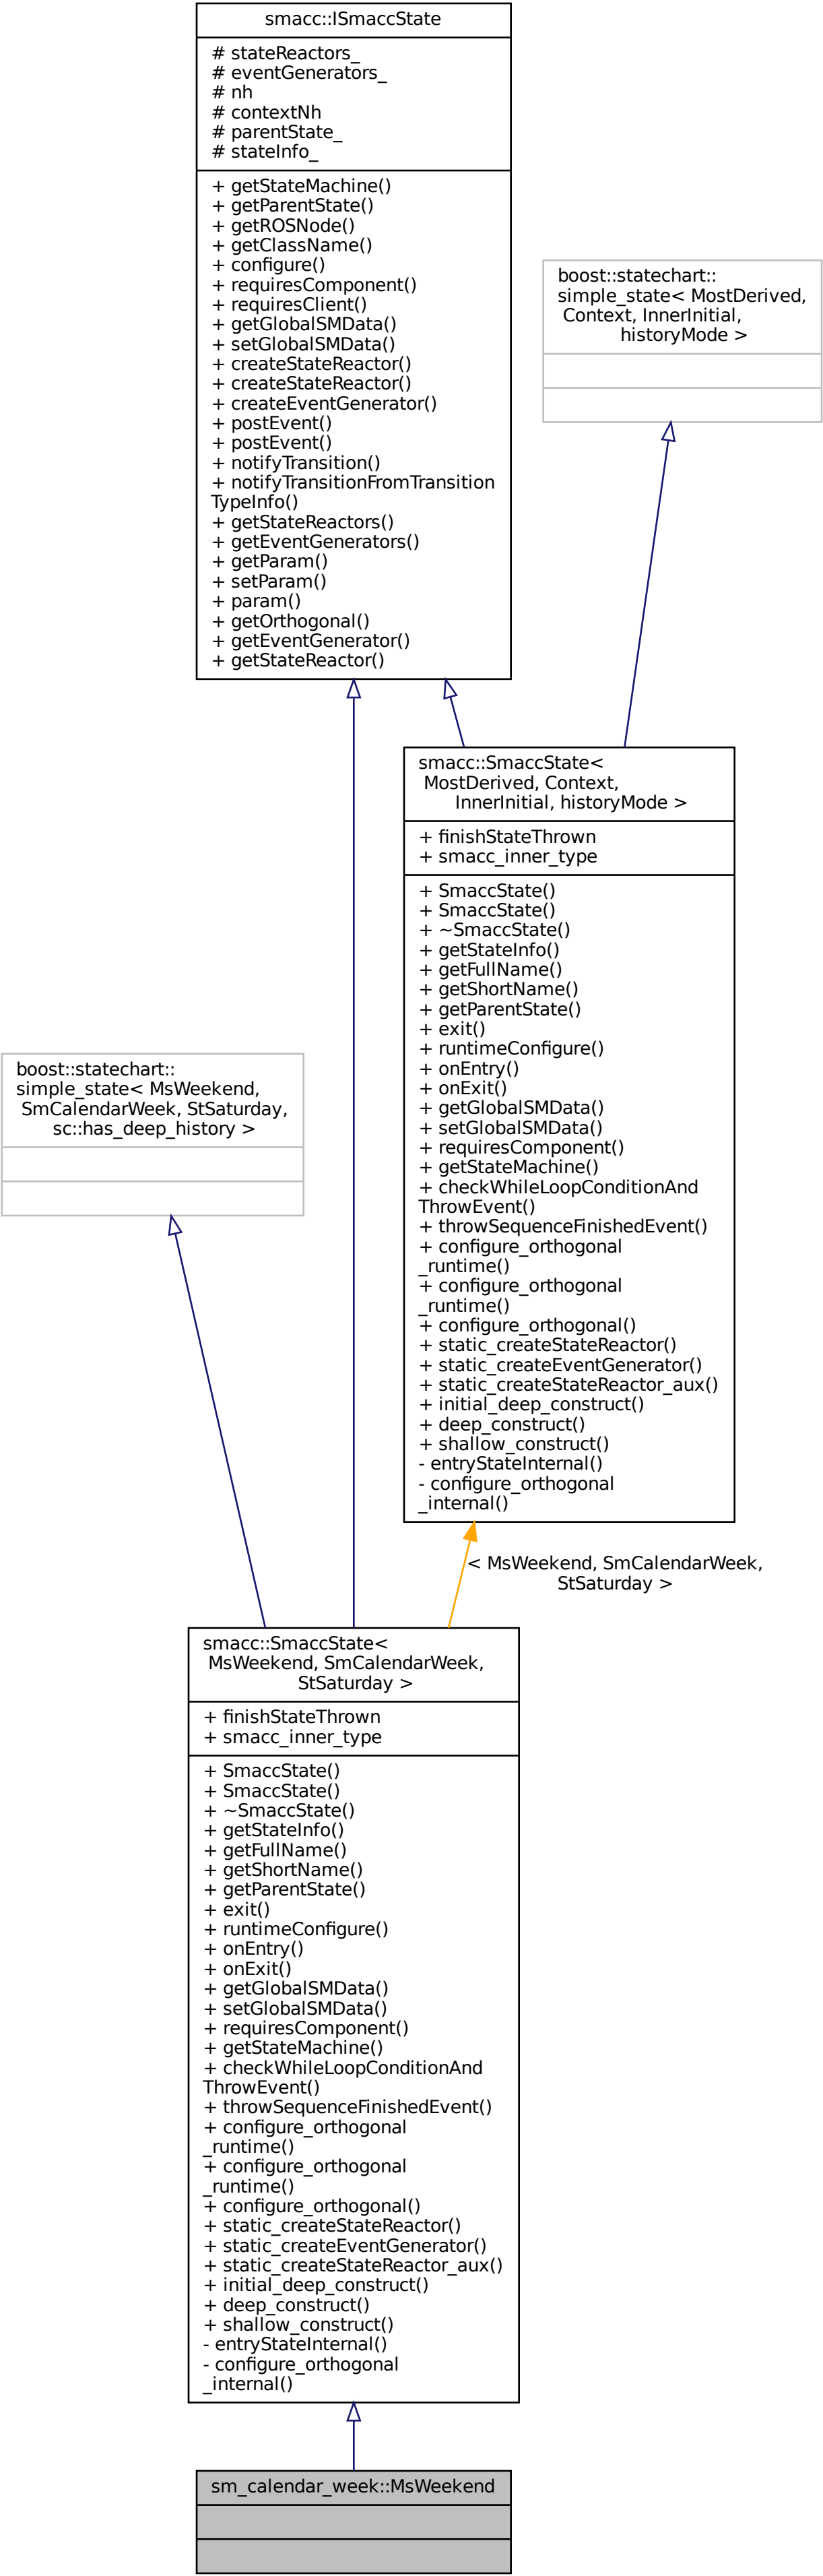 smacc::ISmaccState
# stateReactors_
# eventGenerators_
# nh
# contextNh
# parentState_
# stateInfo_
+ getStateMachine()
+ getParentState()
+ getROSNode()
+ getClassName()
+ configure()
+ requiresComponent()
+ requiresClient()
+ getGlobalSMData()
+ setGlobalSMData()
+ createStateReactor()
+ createStateReactor()
+ createEventGenerator()
+ postEvent()
+ postEvent()
+ notifyTransition()
+ notifyTransitionFromTransition
TypeInfo()
+ getStateReactors()
+ getEventGenerators()
+ getParam()
+ setParam()
+ param()
+ getOrthogonal()
+ getEventGenerator()
+ getStateReactor()
boost::statechart::
simple_state< MostDerived,
Context, InnerInitial,
historyMode >
smacc::SmaccState<
MostDerived, Context,
InnerInitial, historyMode >
+ finishStateThrown
+ smacc_inner_type
+ SmaccState()
+ SmaccState()
+ ~SmaccState()
+ getStateInfo()
+ getFullName()
+ getShortName()
+ getParentState()
+ exit()
+ runtimeConfigure()
+ onEntry()
+ onExit()
+ getGlobalSMData()
+ setGlobalSMData()
+ requiresComponent()
+ getStateMachine()
+ checkWhileLoopConditionAnd
ThrowEvent()
+ throwSequenceFinishedEvent()
+ configure_orthogonal
_runtime()
+ configure_orthogonal
_runtime()
+ configure_orthogonal()
+ static_createStateReactor()
+ static_createEventGenerator()
+ static_createStateReactor_aux()
+ initial_deep_construct()
+ deep_construct()
+ shallow_construct()
- entryStateInternal()
- configure_orthogonal
_internal()
boost::statechart::
simple_state< MsWeekend,
SmCalendarWeek, StSaturday,
sc::has_deep_history >
< MsWeekend, SmCalendarWeek,
StSaturday >
smacc::SmaccState<
MsWeekend, SmCalendarWeek,
StSaturday >
+ finishStateThrown
+ smacc_inner_type
+ SmaccState()
+ SmaccState()
+ ~SmaccState()
+ getStateInfo()
+ getFullName()
+ getShortName()
+ getParentState()
+ exit()
+ runtimeConfigure()
+ onEntry()
+ onExit()
+ getGlobalSMData()
+ setGlobalSMData()
+ requiresComponent()
+ getStateMachine()
+ checkWhileLoopConditionAnd
ThrowEvent()
+ throwSequenceFinishedEvent()
+ configure_orthogonal
_runtime()
+ configure_orthogonal
_runtime()
+ configure_orthogonal()
+ static_createStateReactor()
+ static_createEventGenerator()
+ static_createStateReactor_aux()
+ initial_deep_construct()
+ deep_construct()
+ shallow_construct()
- entryStateInternal()
- configure_orthogonal
_internal()
sm_calendar_week::MsWeekend